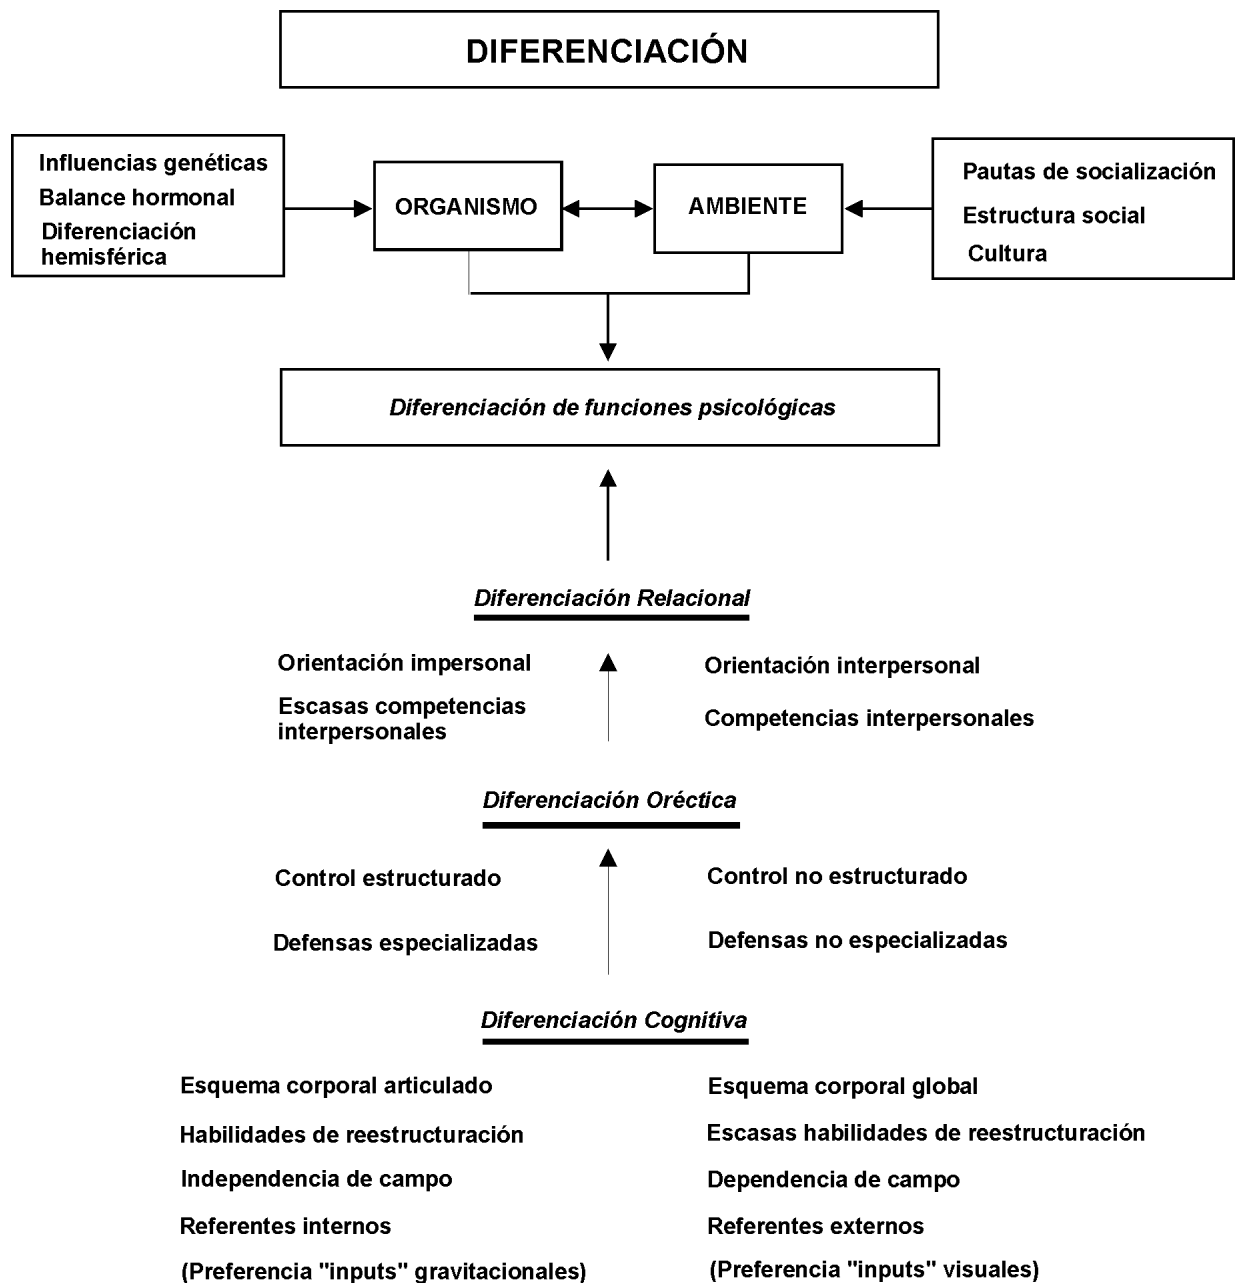 DIFERENCIACIÓN
Influencias genéticas
Balance hormonal
Diferenciación
hemisférica
ORGANISMO
AMBIENTE
Pautas de socialización
Estructura social
Cultura
Diferenciación de funciones psicológicas
Diferenciación Relacional
Orientación impersonal
Escasas competencias
interpersonales
Orientación interpersonal
Competencias interpersonales
Diferenciación Oréctica
Control estructurado
Defensas especializadas
Control no estructurado
Defensas no especializadas
Diferenciación Cognitiva
Esquema corporal articulado
Habilidades de reestructuración
Independencia de campo
Referentes internos
(Preferencia "inputs" gravitacionales)
Esquema corporal global
Escasas habilidades de reestructuración
Dependencia de campo
Referentes externos
(Preferencia "inputs" visuales)